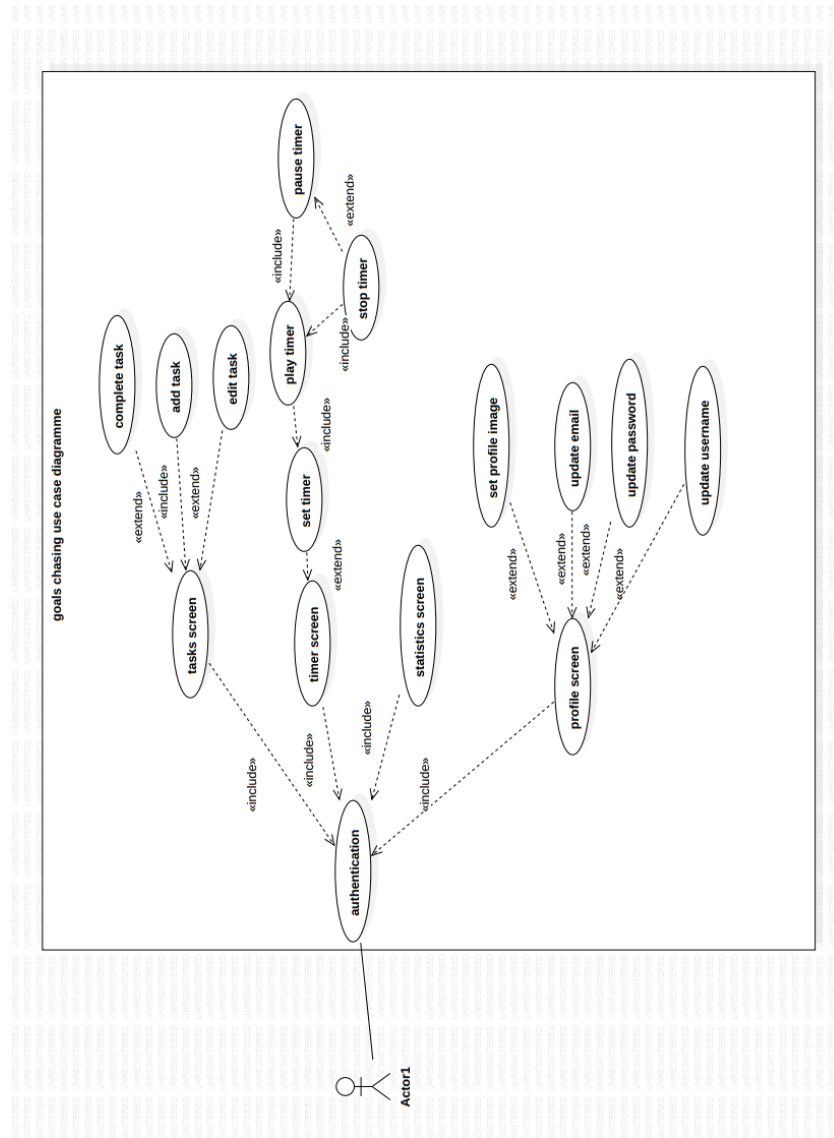 goals chasing use case diagramme
complete task
add task
edit task
«extend»
«include»
«extend»
tasks screen
pause timer
«include»
«extend»
stop timer
play timer
«include»
«include»
set timer
«extend»
timer screen
statistics screen
«include»
«include»
«include»
«include»
authentication
set profile image
update email
update password
update username
«extend»
«extend»
«extend»
«extend»
profile screen
Actor1
UNREGISTERED